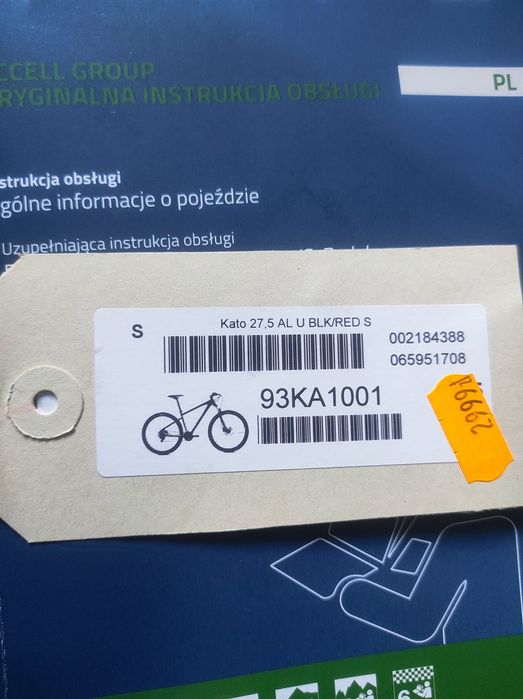 CCELL GROUP
RYGINALNA INSTRUKCJA OBSŁUGI
PL
strukcja obsługi
gólne informacje o pojeździe
Uzupełniająca instrukcja obsługi
S
Kato 27,5 AL U BLK/RED S
002184388
065951708
93KA1001